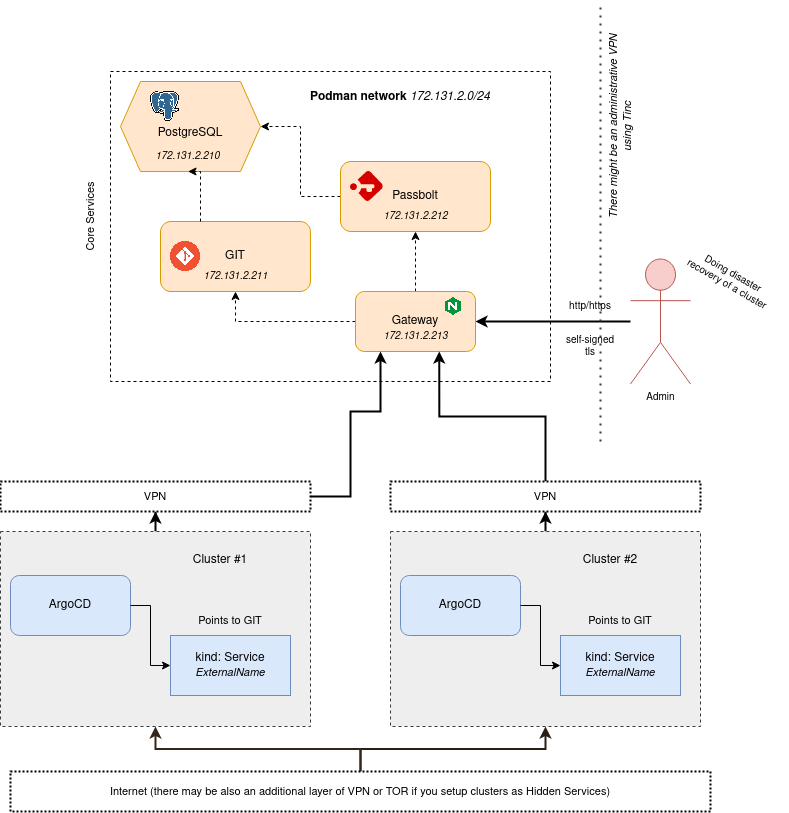 There might be an administrative VPN
using Tinc
Podman network 172.131.2.0/24
PostgreSQL
172.131.2.210
Core Services
Passbolt
172.131.2.212
GIT
172.131.2.211
Gateway
172.131.2.213
http/https
self-signed
tls
Doing disaster
recovery of a cluster
Admin
VPN
VPN
Cluster #1
ArgoCD
Points to GIT
kind: Service
ExternalName
Cluster #2
ArgoCD
Points to GIT
kind: Service
ExternalName
Internet (there may be also an additional layer of VPN or TOR if you setup clusters as Hidden Services)